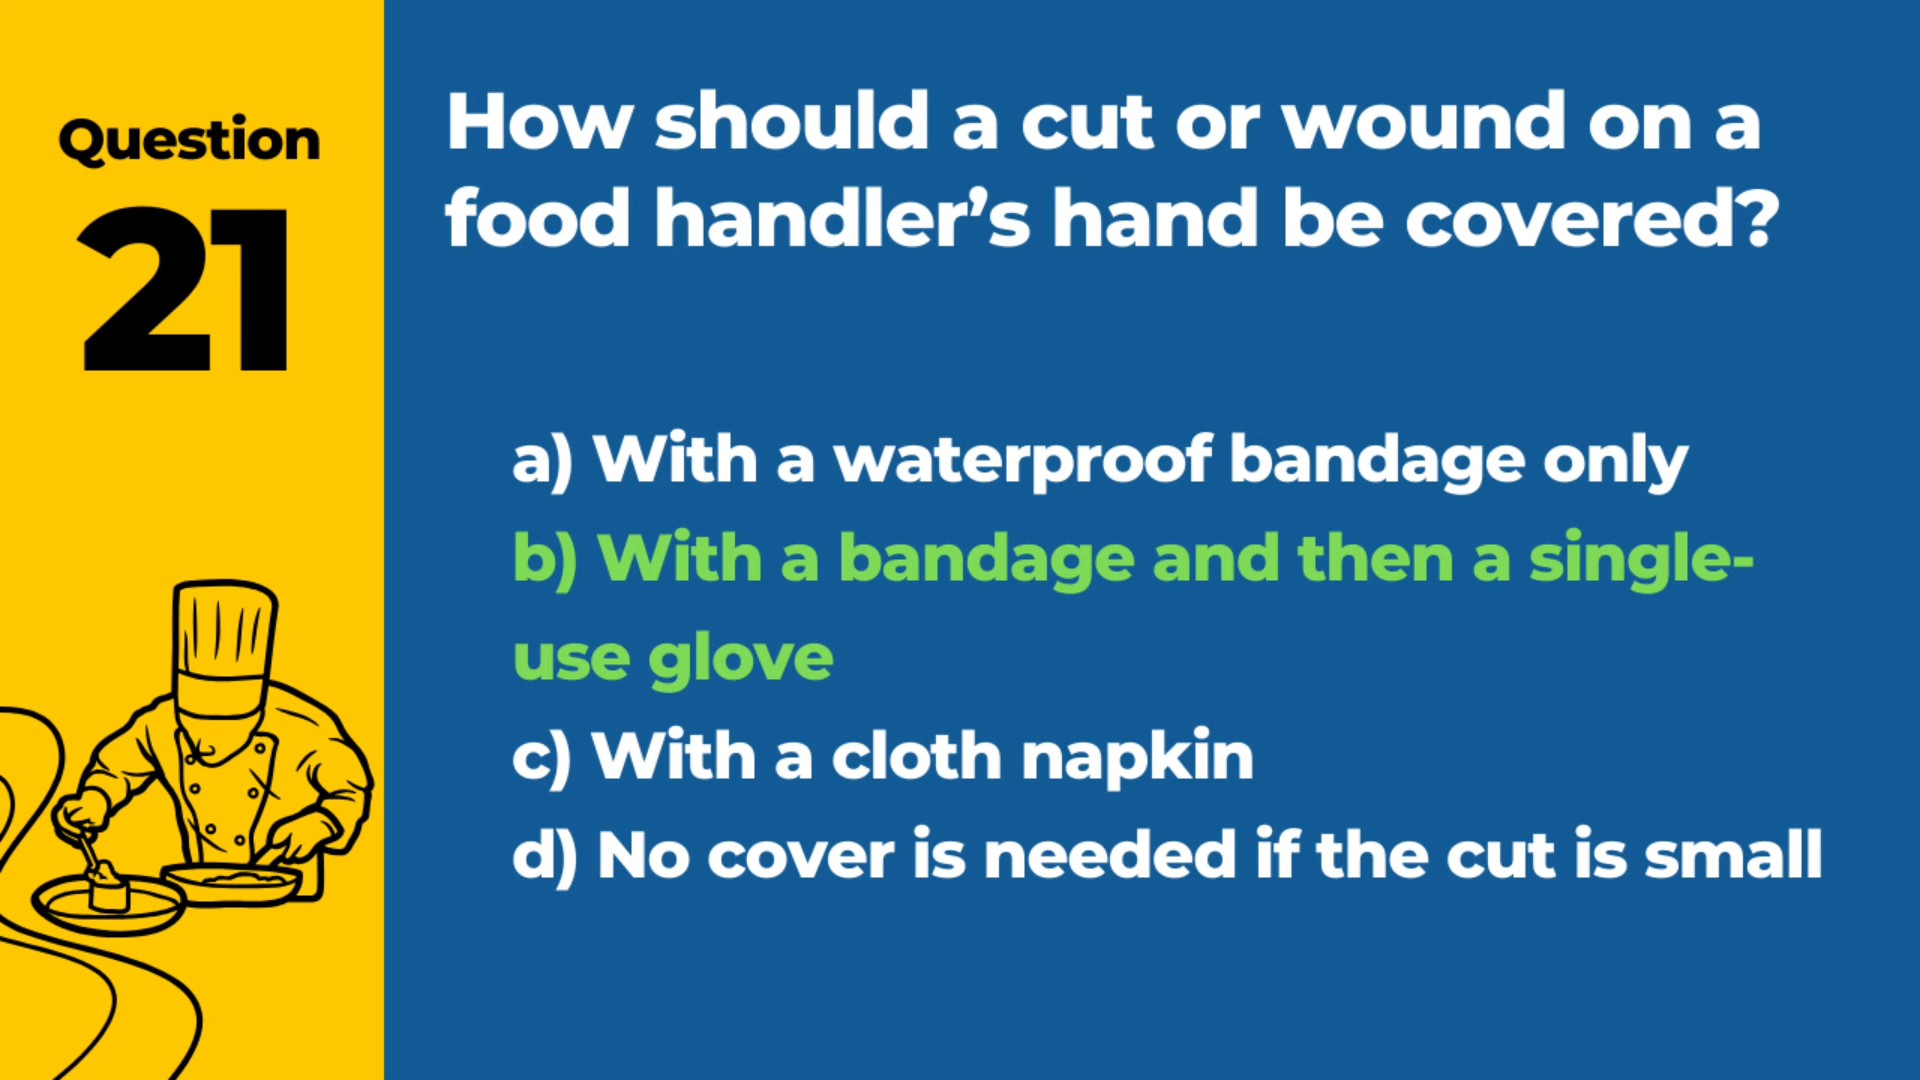 Question
21
How should a cut or wound on a
food handler’s hand be covered?
a) With a waterproof bandage only
b) With a bandage and then a single-
use glove
c) With a cloth napkin
d) No cover is needed if the cut is small